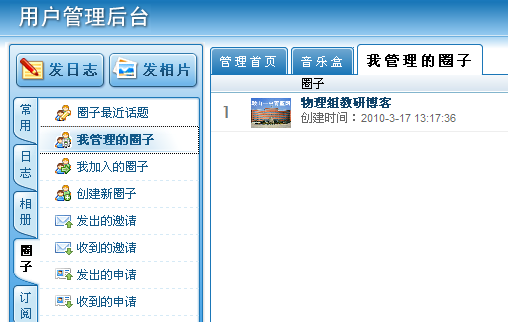 用户管理后台
发日志
发相片
常用
日志
相册
圈子
订阅
圈子最近话题
我管理的圈子
我加入的圈子
创建新圈子
发出的邀请
收到的邀请
发出的申请
收到的申请
管理首页
音乐盒
我管理的圈子
圈子
1
物理组教研博客
创建时间：2010-3-17 13:17:36